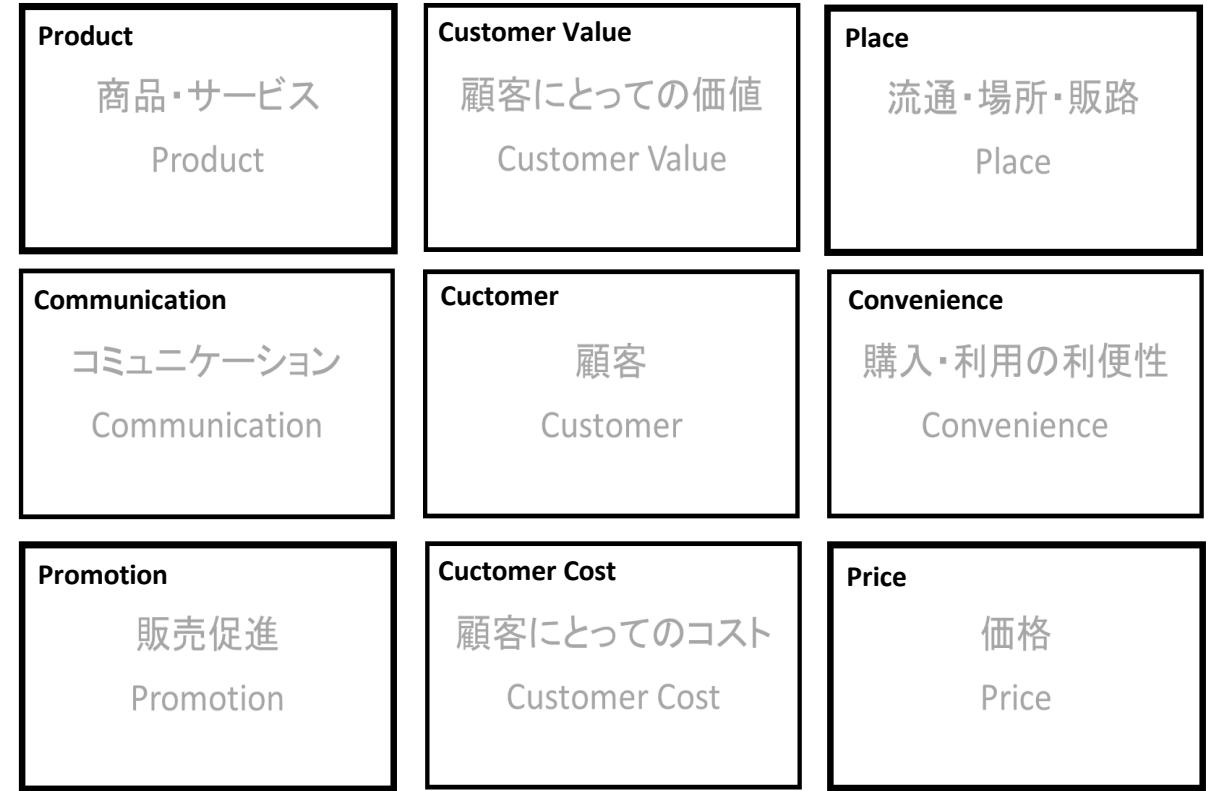 Product
商品・サービス
Product
Customer Value
顧客にとっての価値
Customer Value
Place
流通・場所・販路
Place
Communication
コミュニケーション
Communication
Cuctomer
顧客
Customer
Convenience
購入・利用の利便性
Convenience
Promotion
販売促進
Promotion
Cuctomer Cost
顧客にとってのコスト
Customer Cost
Price
価格
Price